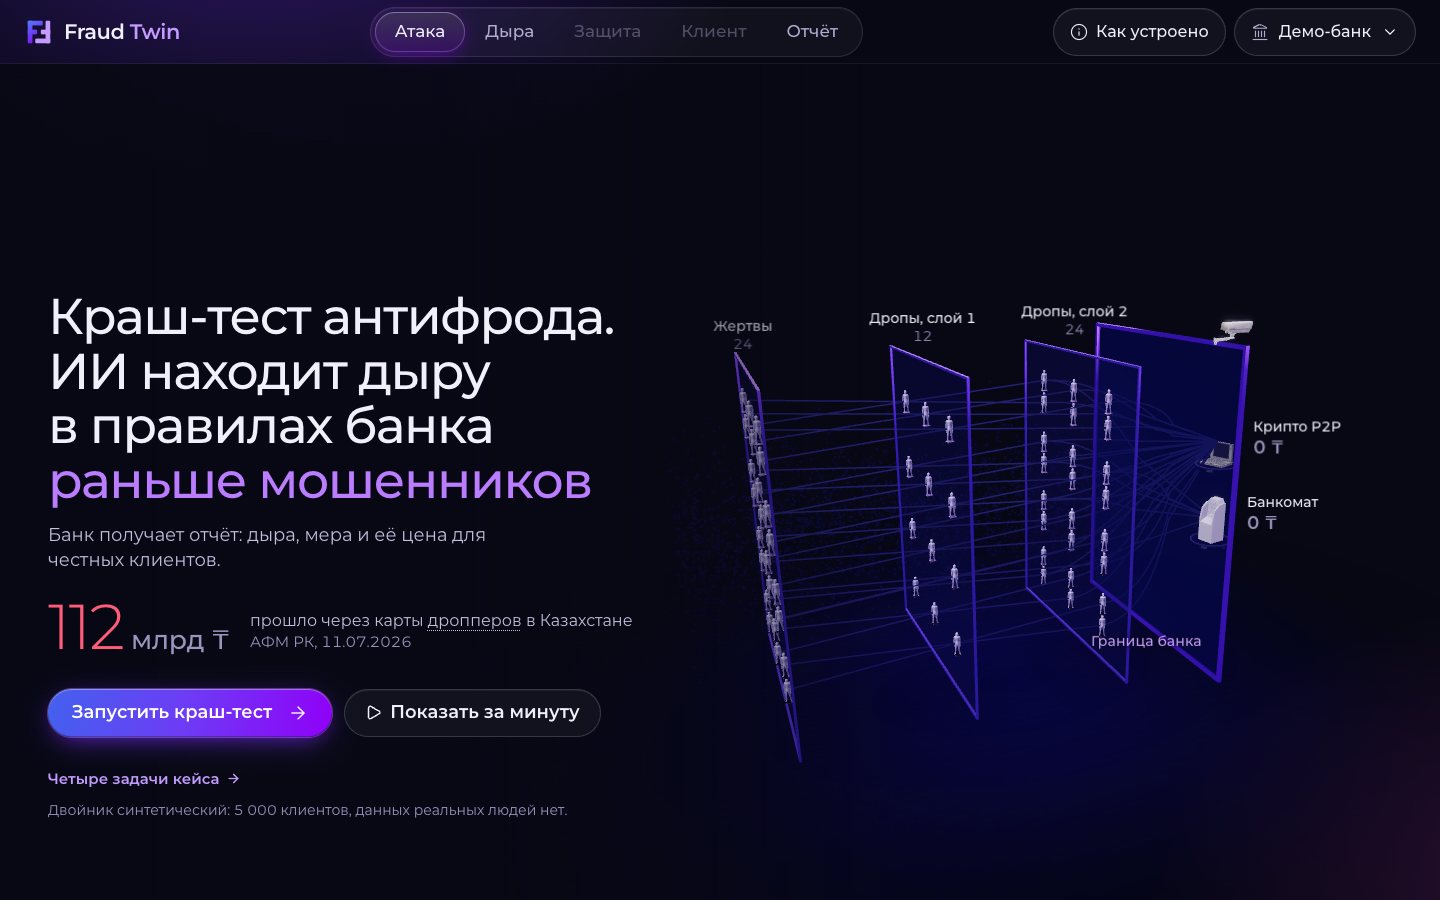 Fraud Twin
Атака
Дыра
Защита
Клиент
Отчёт
Как устроено
Демо-банк
Краш-тест антифрода.
ИИ находит дыру
в правилах банка
раньше мошенников
Банк получает отчёт: дыра, мера и её цена для
честных клиентов.
112 млрд ₸
прошло через карты дропперов в Казахстане
АФМ РК, 11.07.2026
Запустить краш-тест
Показать за минуту
Четыре задачи кейса
Двойник синтетический: 5 000 клиентов, данных реальных людей нет.
Жертвы
24
Дропы, слой 1
12
Дропы, слой 2
24
Крипто P2P
0 ₸
Банкомат
0 ₸
Граница банка